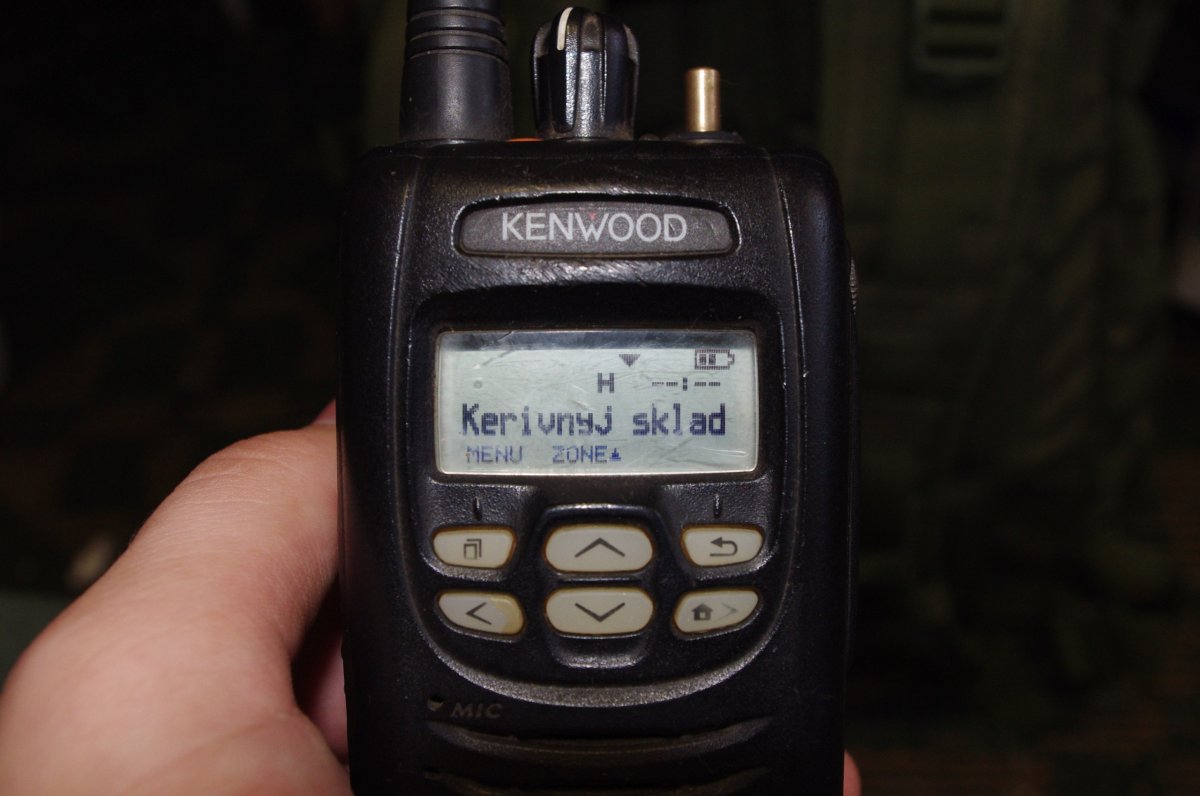 KENWOOD
H --:--
Kerivnyj sklad
MENU ZONE
MIC